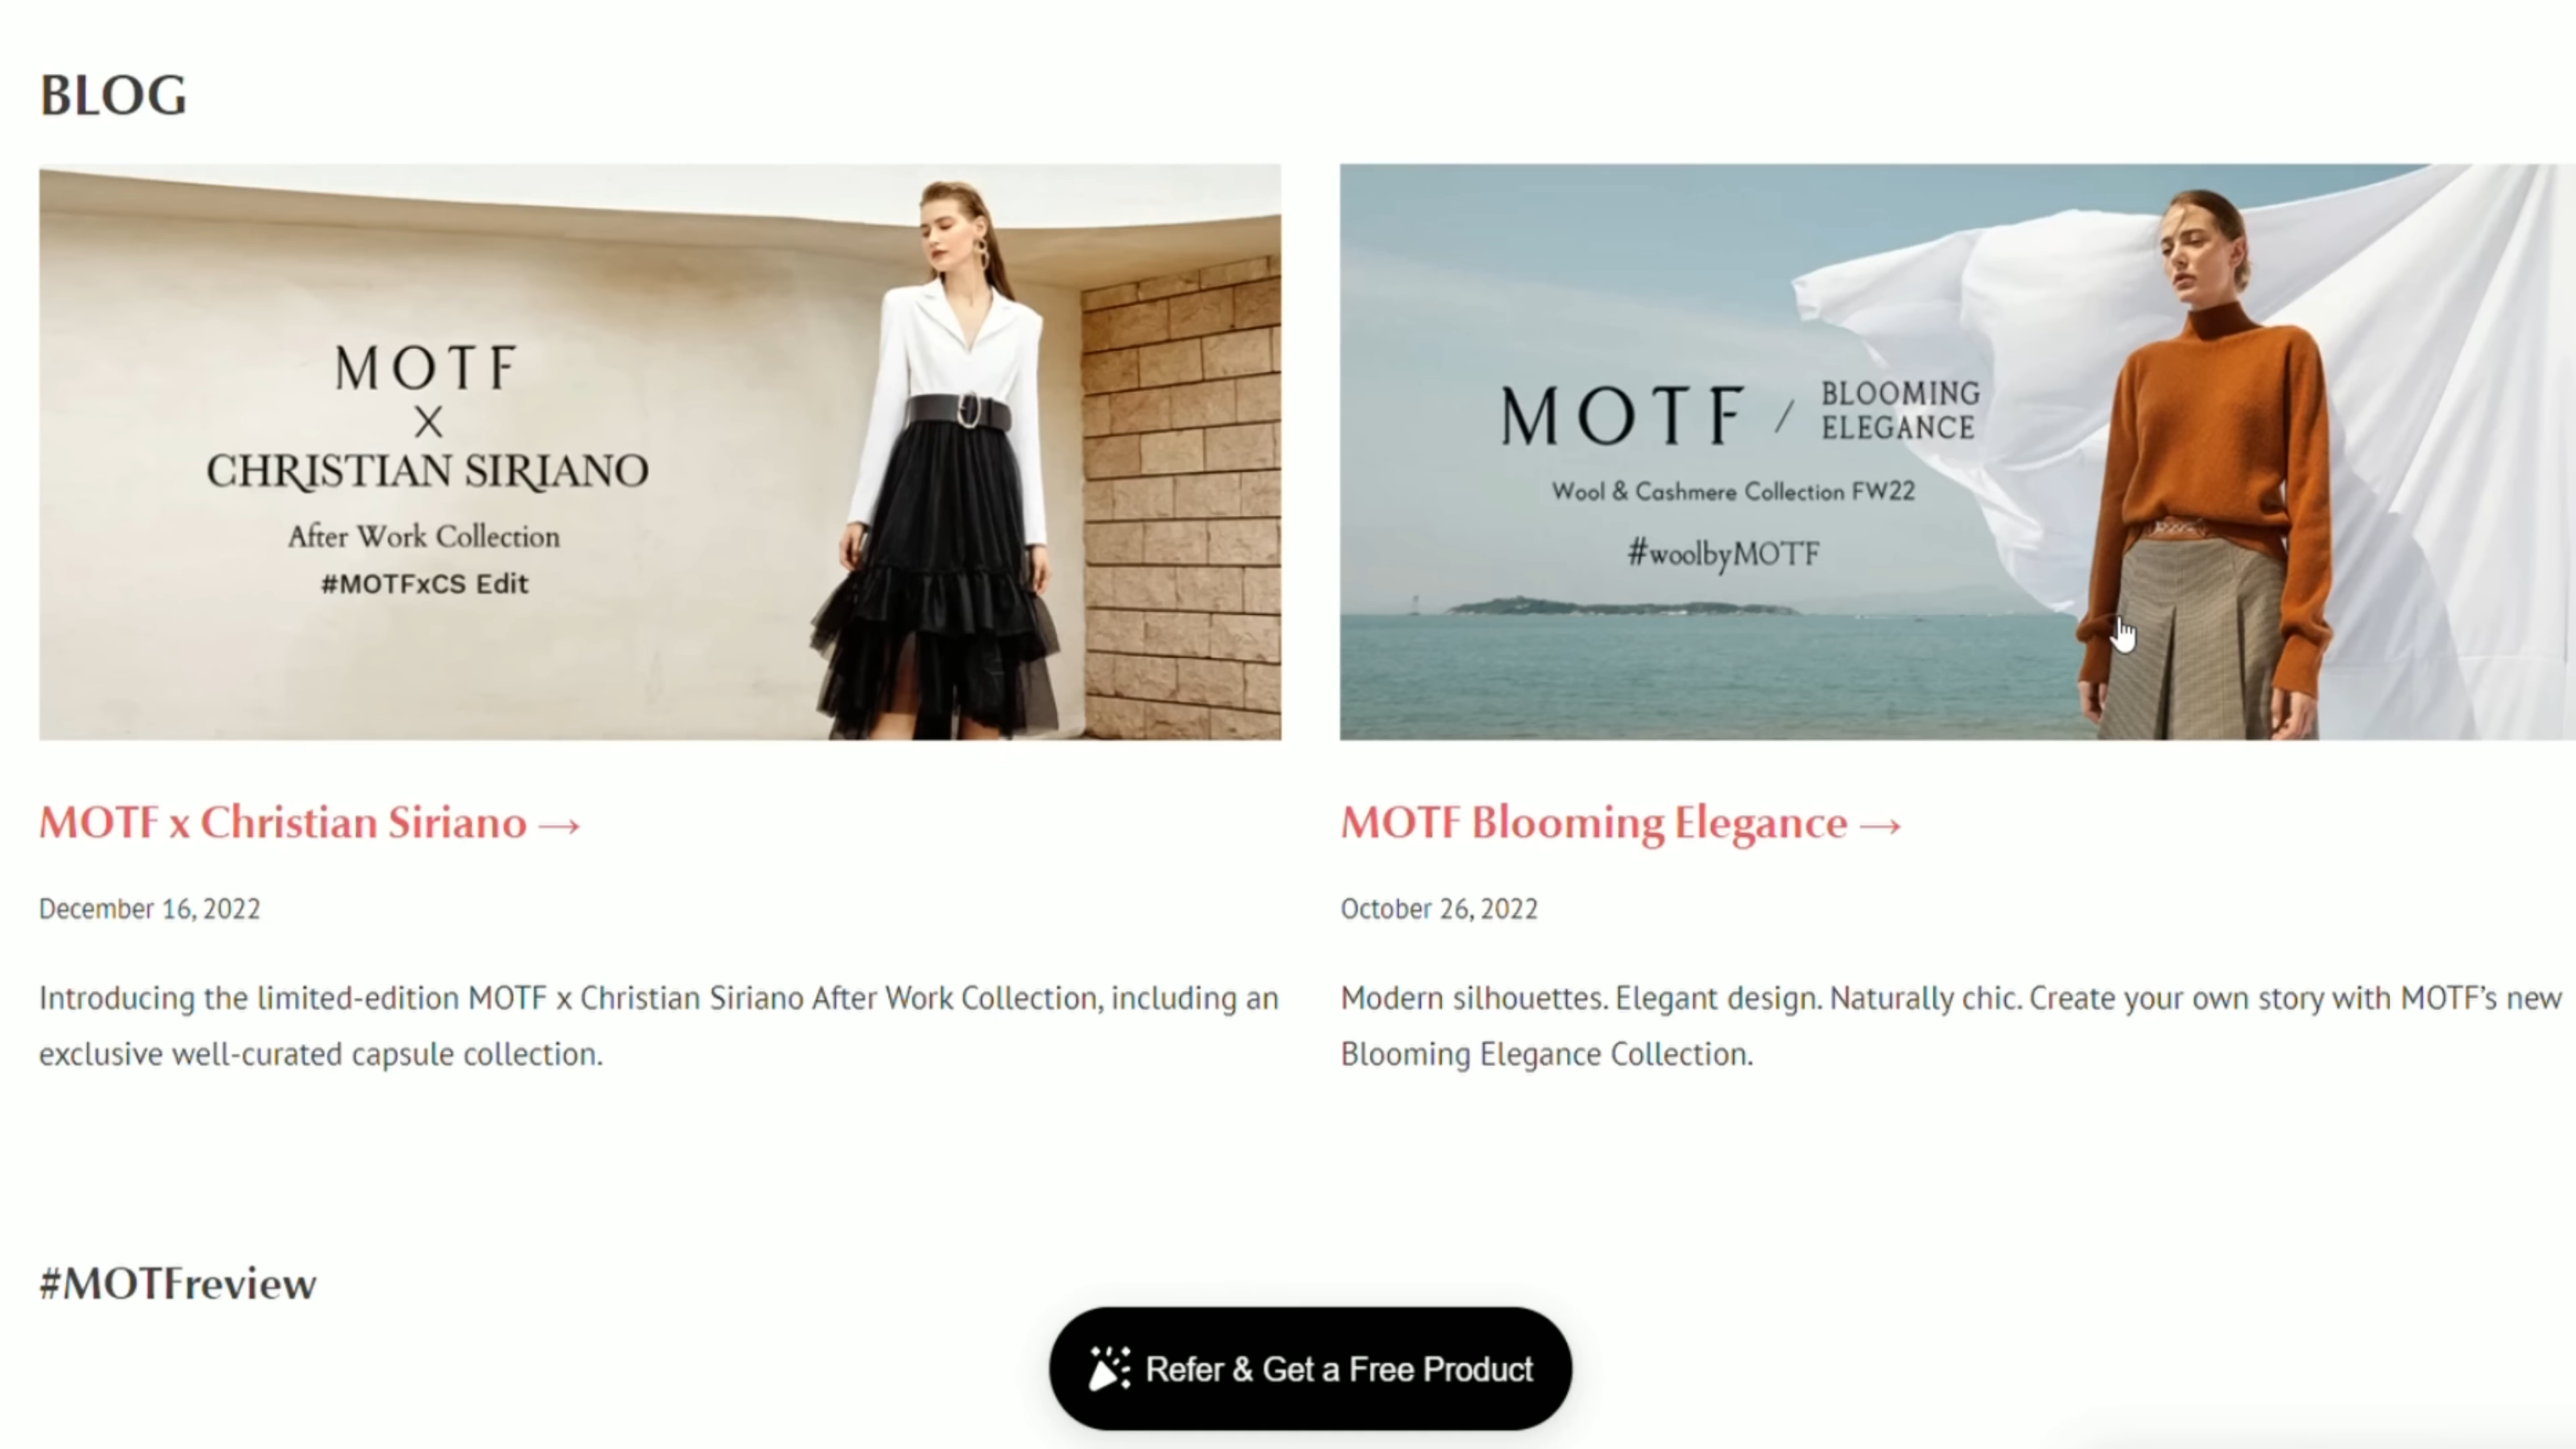 BLOG
MOTF
X
CHRISTIAN SIRIANO
After Work Collection
#MOTFxCS Edit
MOTF / BLOOMING
ELEGANCE
Wool & Cashmere Collection FW22
#woolbyMOTF
MOTF x Christian Siriano →
December 16, 2022
Introducing the limited-edition MOTF x Christian Siriano After Work Collection, including an
exclusive well-curated capsule collection.
MOTF Blooming Elegance →
October 26, 2022
Modern silhouettes. Elegant design. Naturally chic. Create your own story with MOTF’s new
Blooming Elegance Collection.
#MOTFreview
Refer & Get a Free Product